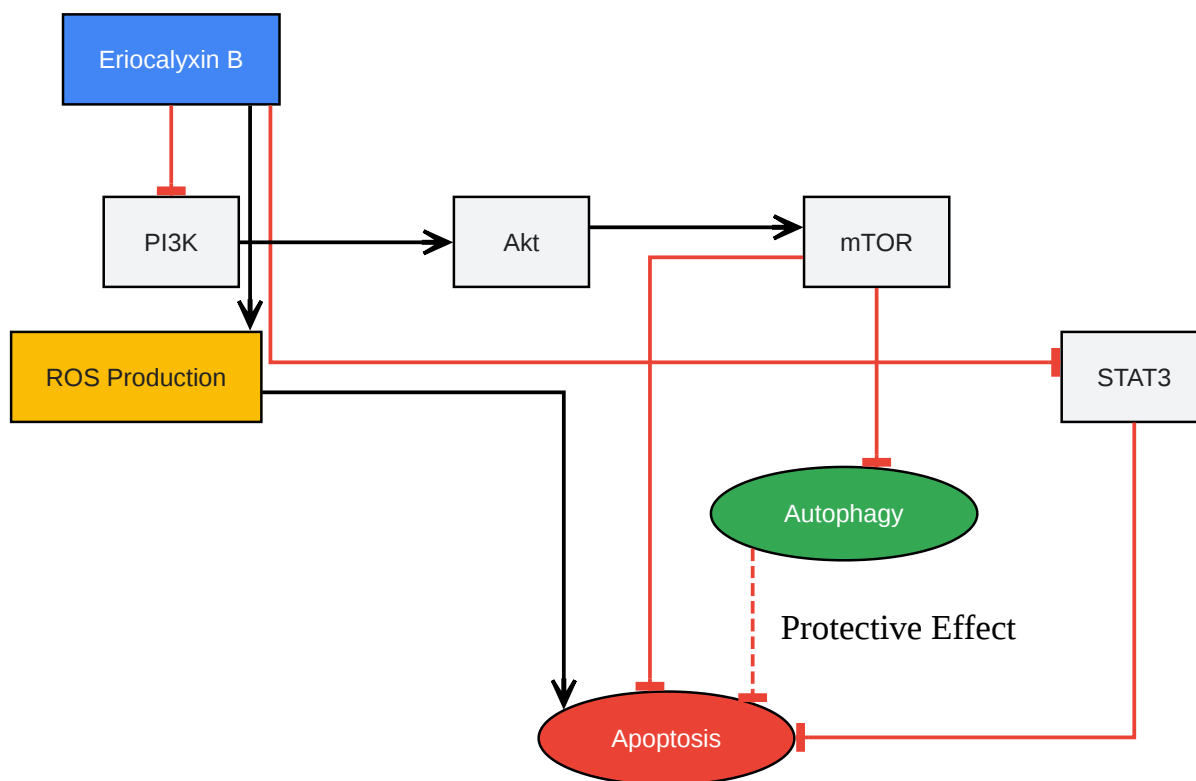 Eriocalyxin B
PI3K
Akt
mTOR
ROS Production
STAT3
Autophagy
Protective Effect
Apoptosis